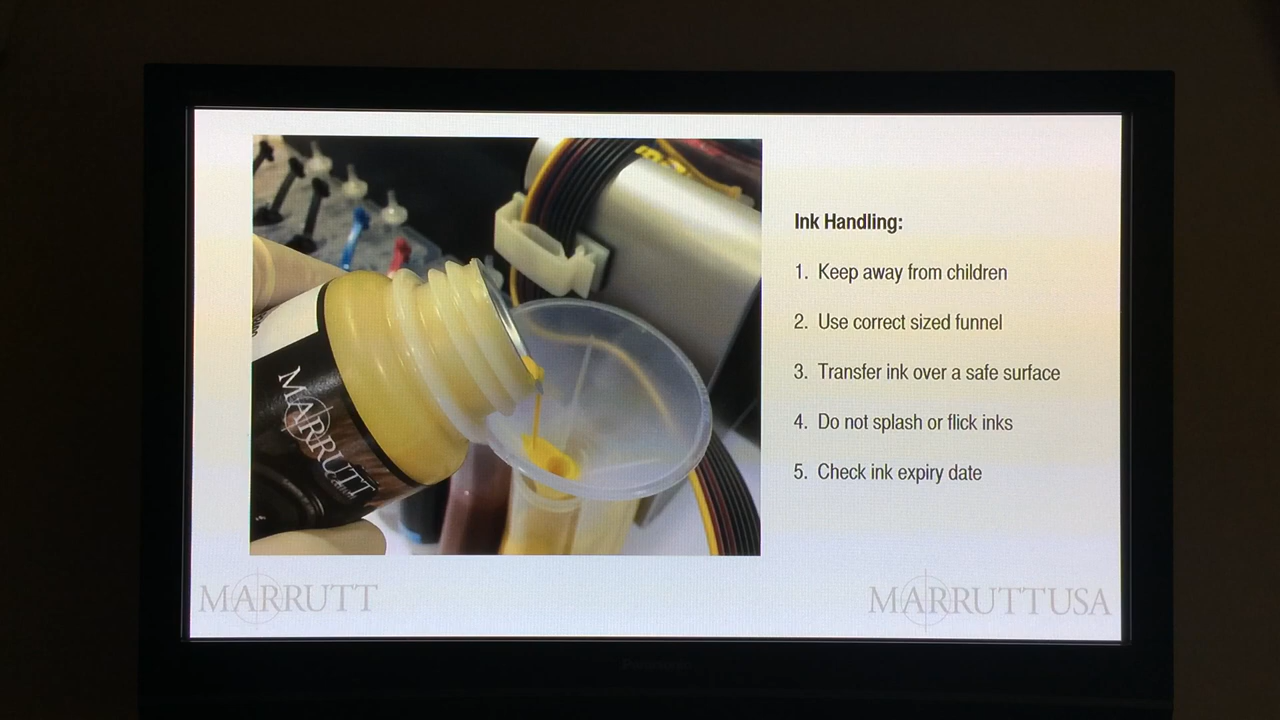 Ink Handling:
1. Keep away from children
2. Use correct sized funnel
3. Transfer ink over a safe surface
4. Do not splash or flick inks
5. Check ink expiry date
MARRUTT
MARRUTT
MARRUTTUSA